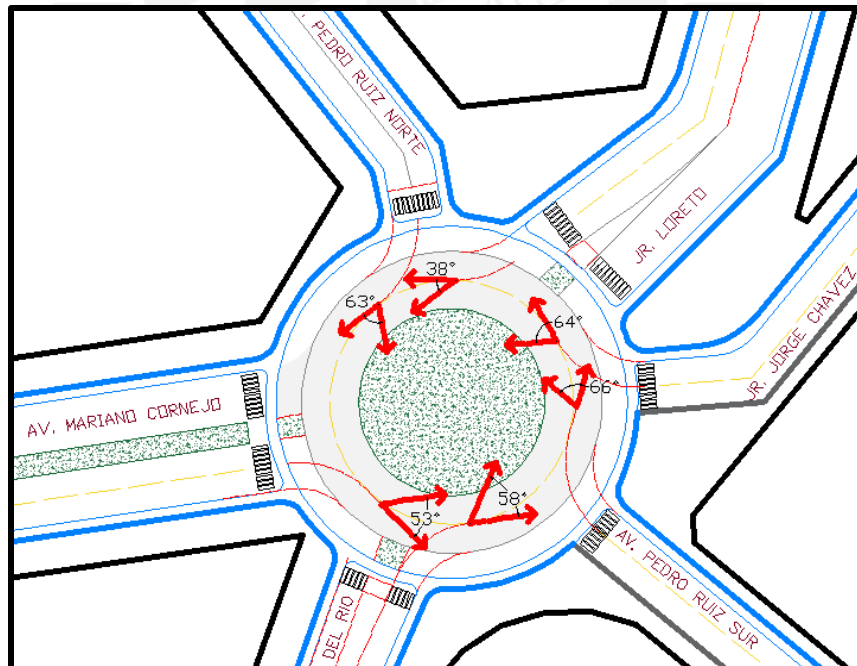 PEDRO RUIZ NORTE
JR. LORETO
JR. JORGE CHAVEZ
38°
63°
64°
66°
AV. MARIANO CORNEJO
58°
53°
AV. PEDRO RUIZ SUR
DEL RIO